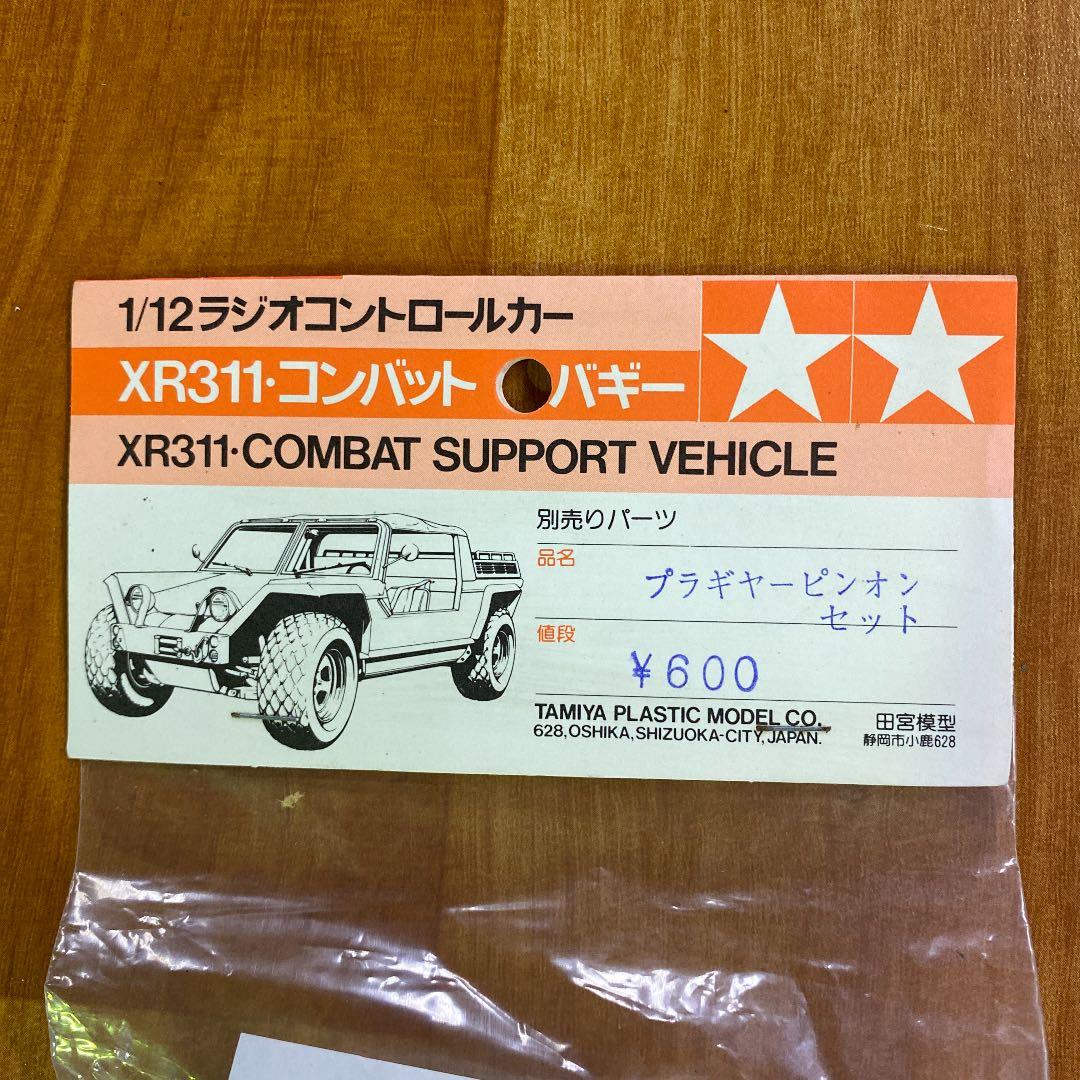 1/12ラジオコントロールカー
XR311・コンバット バギー
XR311・COMBAT SUPPORT VEHICLE
別売りパーツ
品名
プラギヤーピンオン
セット
値段
¥600
TAMIYA PLASTIC MODEL CO.
628, OSHIKA, SHIZUOKA-CITY, JAPAN.
田宮模型
静岡市小鹿628